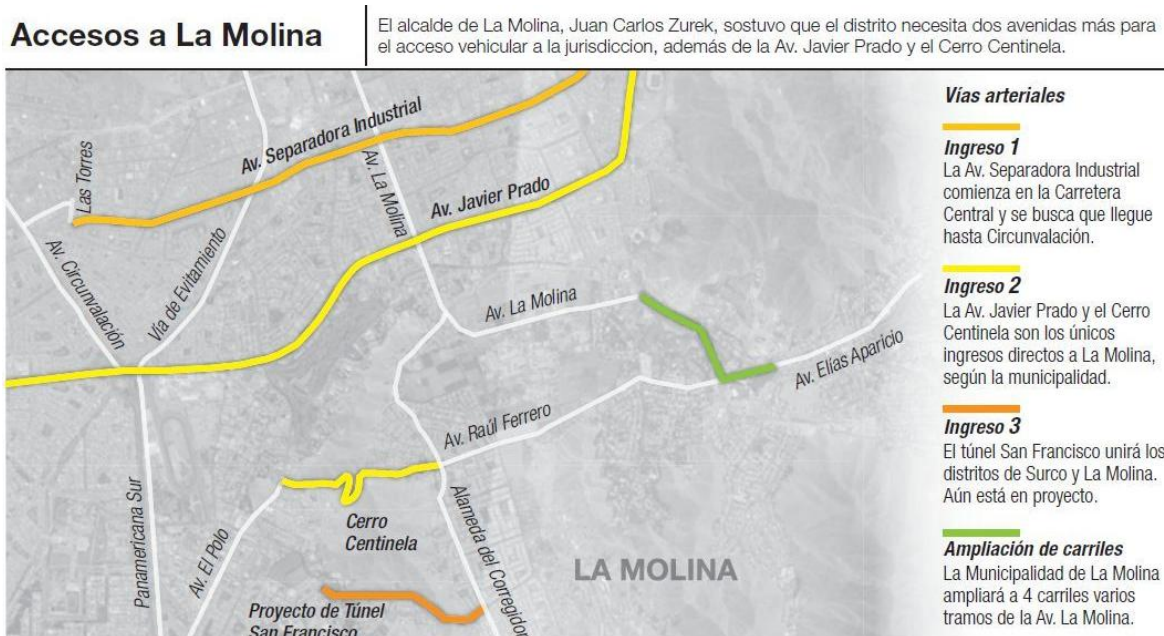 Accesos a La Molina
El alcalde de La Molina, Juan Carlos Zurek, sostuvo que el distrito necesita dos avenidas más para
el acceso vehicular a la jurisdiccion, además de la Av. Javier Prado y el Cerro Centinela.
Av. Separadora Industrial
Las Torres
Av. La Molina
Av. Javier Prado
Av. Circunvalación
Vía de Evitamiento
Av. La Molina
Av. Elías Aparicio
Av. Raúl Ferrero
Panamericana Sur
Av. El Polo
Cerro
Centinela
Alameda del Corregidor
LA MOLINA
Proyecto de Túnel
San Francisco
Vías arteriales
Ingreso 1
La Av. Separadora Industrial
comienza en la Carretera
Central y se busca que llegue
hasta Circunvalación.
Ingreso 2
La Av. Javier Prado y el Cerro
Centinela son los únicos
ingresos directos a La Molina,
según la municipalidad.
Ingreso 3
El túnel San Francisco unirá los
distritos de Surco y La Molina.
Aún está en proyecto.
Ampliación de carriles
La Municipalidad de La Molina
ampliará a 4 carriles varios
tramos de la Av. La Molina.